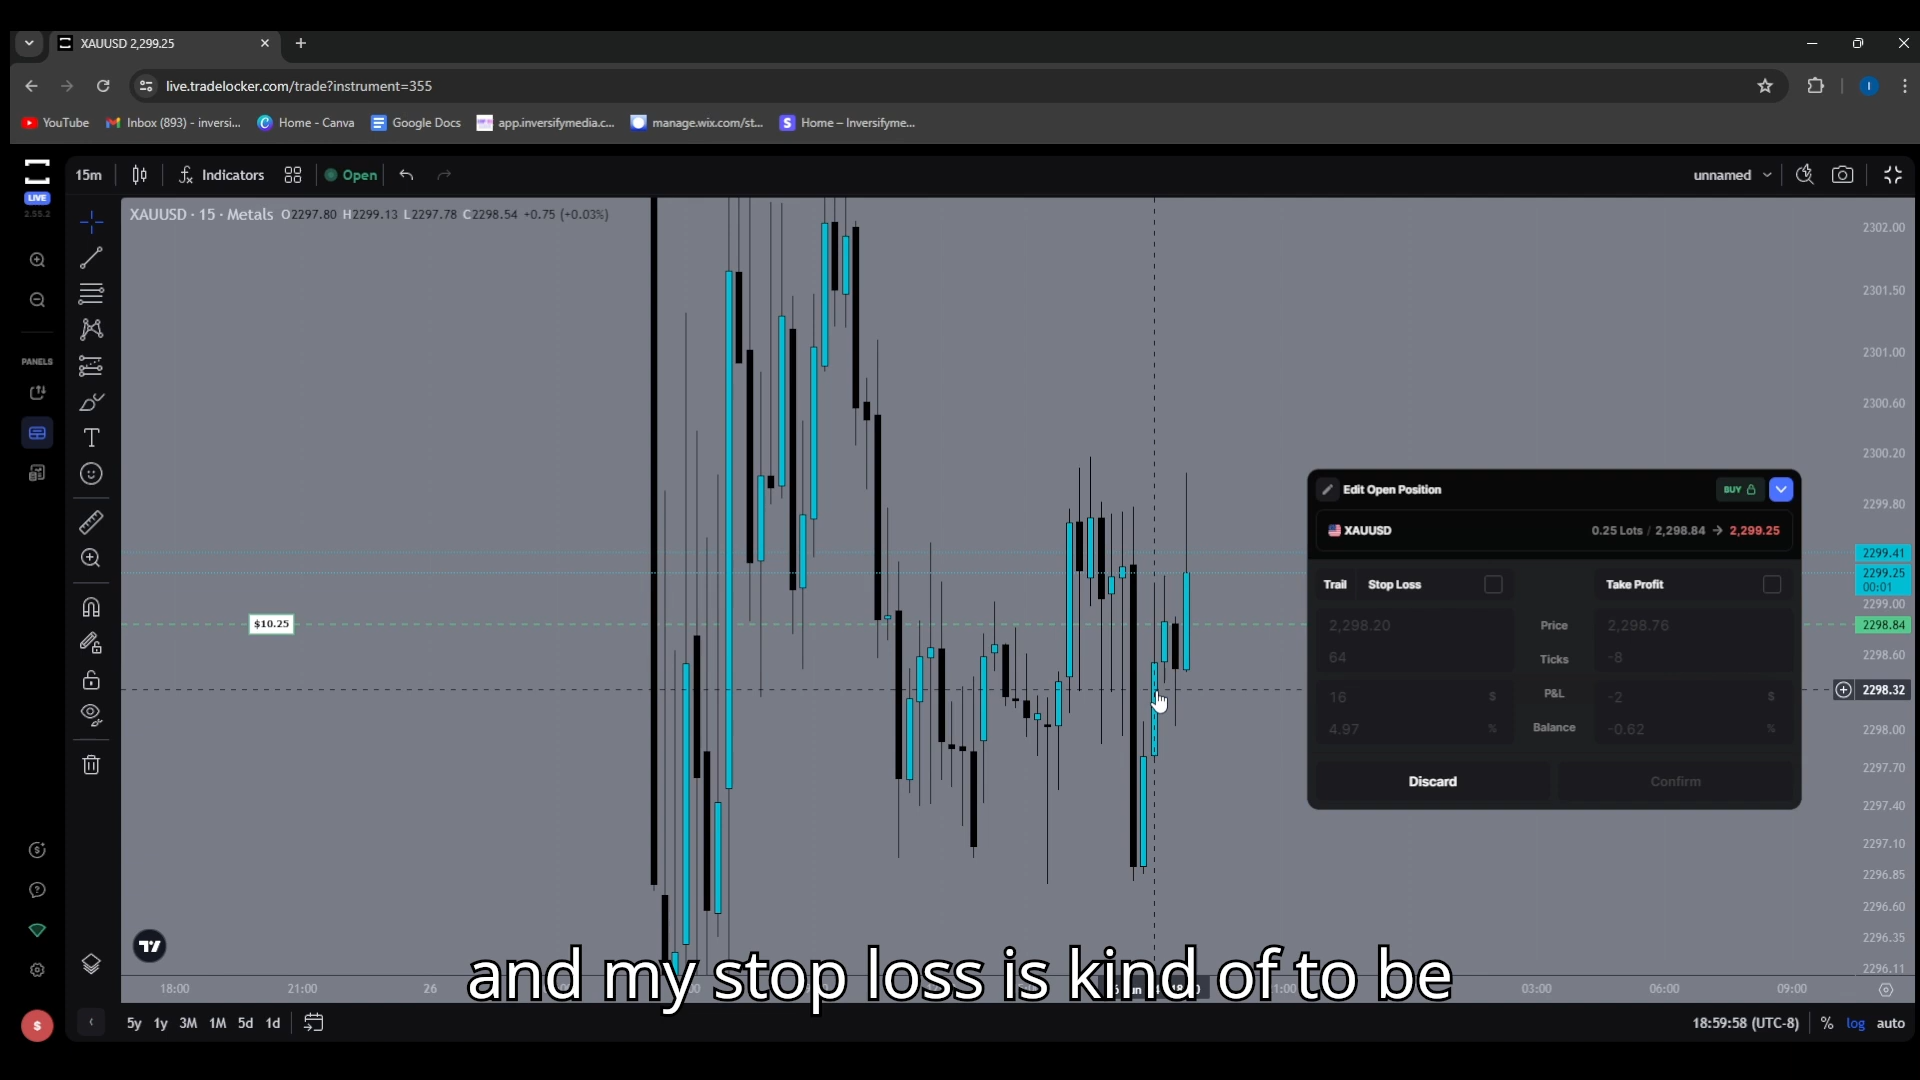 XAUUSD 2,299.25
live.tradelocker.com/trade?instrument=355
YouTube
Inbox (893) - inversi...
Home - Canva
Google Docs
app.inversifymedia.c...
manage.wix.com/st...
Home – Inversifyme...
LIVE
2.55.2
15m
Indicators
Open
unnamed
XAUUSD · 15 · Metals O2297.80 H2299.13 L2297.78 C2298.54 +0.75 (+0.03%)
PANELS
$10.25
Edit Open Position
BUY
XAUUSD
0.25 Lots / 2,298.84 → 2,299.25
Trail
Stop Loss
Take Profit
2,298.20
Price
2,298.76
64
Ticks
-8
16
$
P&L
-2
$
4.97
%
Balance
-0.62
%
Discard
Confirm
2302.00
2301.50
2301.00
2300.60
2300.20
2299.80
2299.41
2299.25
00:01
2299.00
2298.84
2298.60
2298.32
2298.00
2297.70
2297.40
2297.10
2296.85
2296.60
2296.35
2296.11
and my stop loss is kind of to be
18:00
21:00
26
03:00
06:00
09:00
5y
1y
3M
1M
5d
1d
18:59:58 (UTC-8)
%
log
auto